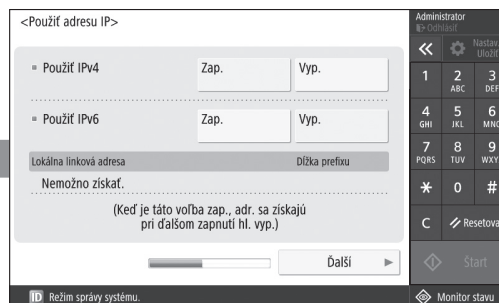 <Použiť adresu IP>
Použiť IPv4
Zap.
Vyp.
Použiť IPv6
Zap.
Vyp.
Lokálna linková adresa
Dĺžka prefixu
Nemožno získať.
(Keď je táto voľba zap., adr. sa získajú
pri ďalšom zapnutí hl. vyp.)
Ďalší
ID Režim správy systému.
Administrator
Odhlásiť
Nastav.
Uložiť
1
2
ABC
3
DEF
4
GHI
5
JKL
6
MNO
7
PQRS
8
TUV
9
WXY
*
0
#
C
Resetova
Štart
Monitor stavu